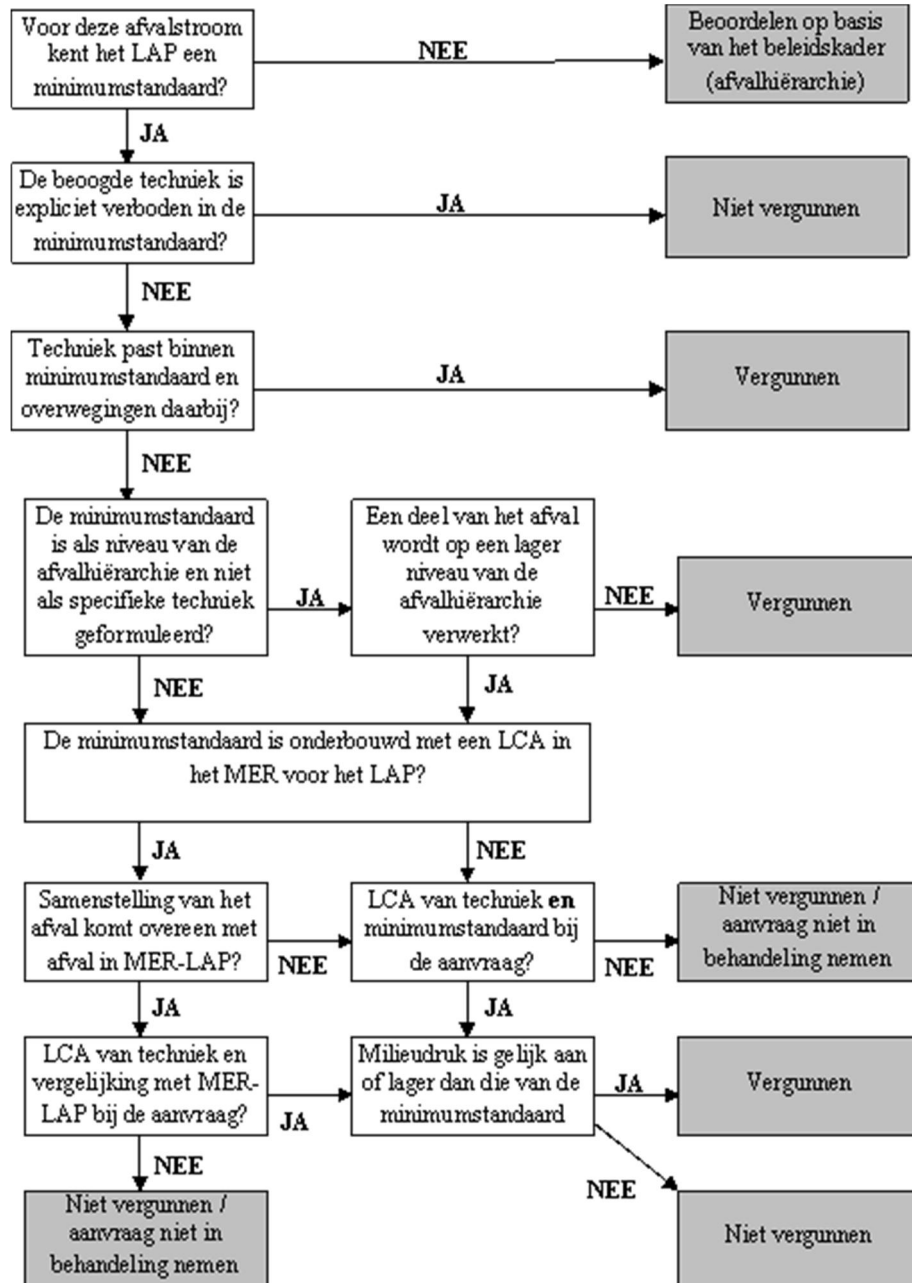 Voor deze afvalstroom
kent het LAP een
minimumstandaard?
NEE
Beoordelen op basis
van het beleidskader
(afvalhiërarchie)
JA
De beoogde techniek is
expliciet verboden in de
minimumstandaard?
JA
Niet vergunnen
NEE
Techniek past binnen
minimumstandaard en
overwegingen daarbij?
JA
Vergunnen
NEE
De minimumstandaard
is als niveau van de
afvalhiërarchie en niet
als specifieke techniek
geformuleerd?
JA
Een deel van het afval
wordt op een lager
niveau van de
afvalhiërarchie
verwerkt?
NEE
Vergunnen
NEE
JA
De minimumstandaard is onderbouwd met een LCA in
het MER voor het LAP?
JA
NEE
Samenstelling van het
afval komt overeen met
afval in MER-LAP?
NEE
LCA van techniek en
minimumstandaard bij
de aanvraag?
NEE
Niet vergunnen /
aanvraag niet in
behandeling nemen
JA
JA
LCA van techniek en
vergelijking met MER-
LAP bij de aanvraag?
JA
Milieudruk is gelijk aan
of lager dan die van de
minimumstandaard
JA
Vergunnen
NEE
NEE
Niet vergunnen /
aanvraag niet in
behandeling nemen
Niet vergunnen